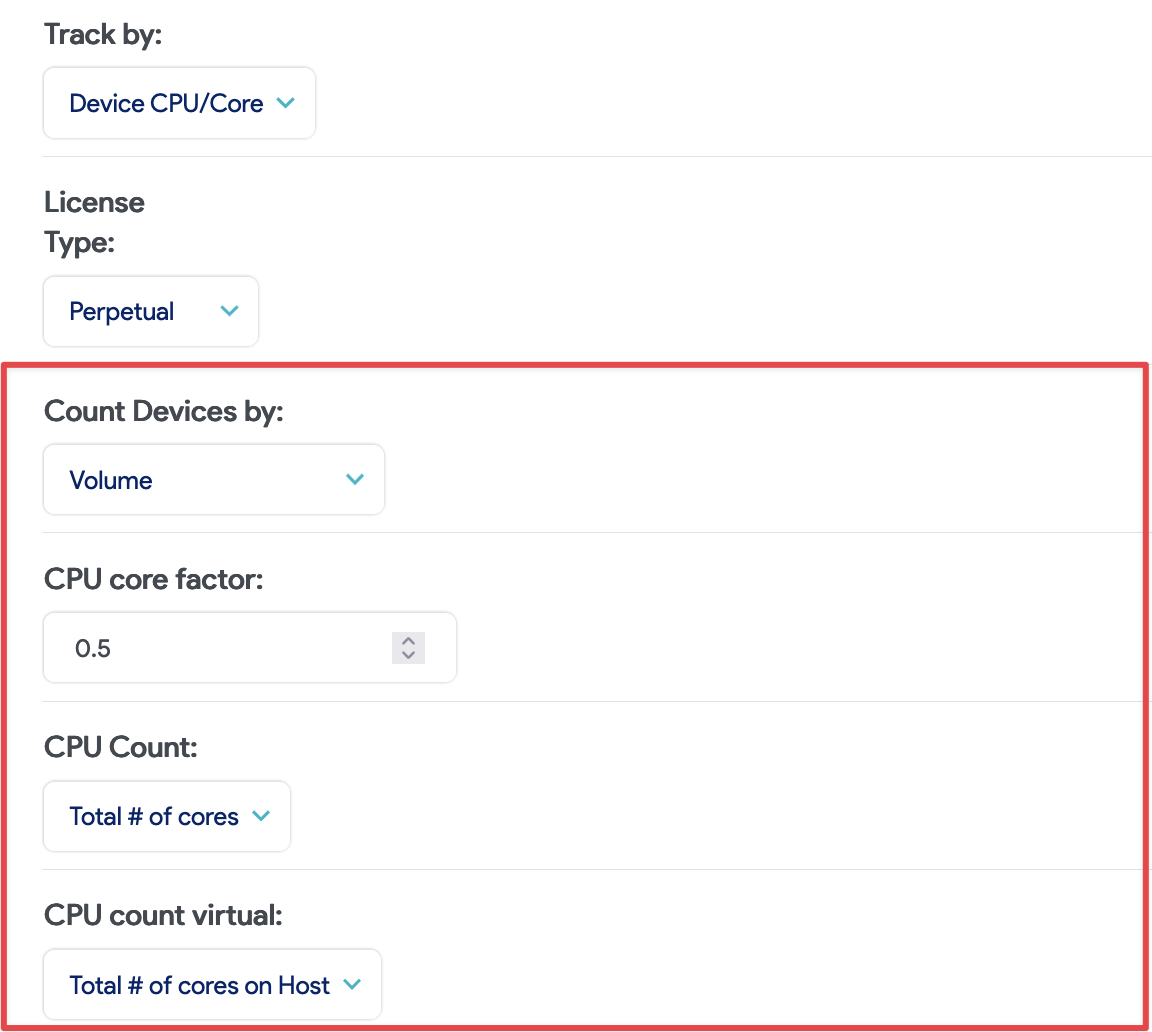 Track by:
Device CPU/Core
License
Type:
Perpetual
Count Devices by:
Volume
CPU core factor:
0.5
CPU Count:
Total # of cores
CPU count virtual:
Total # of cores on Host